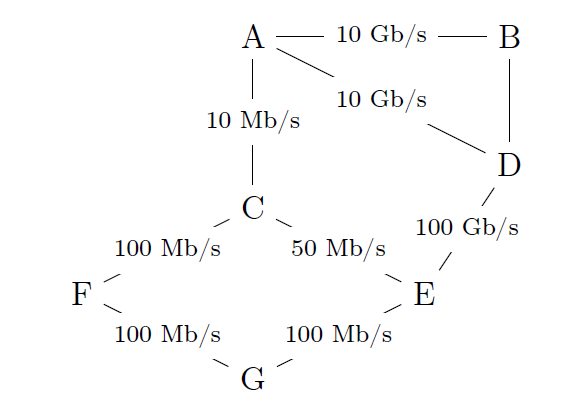 A 10 Gb/s B
10 Gb/s
10 Mb/s
D
C
100 Gb/s
100 Mb/s 50 Mb/s
F E
100 Mb/s 100 Mb/s
G